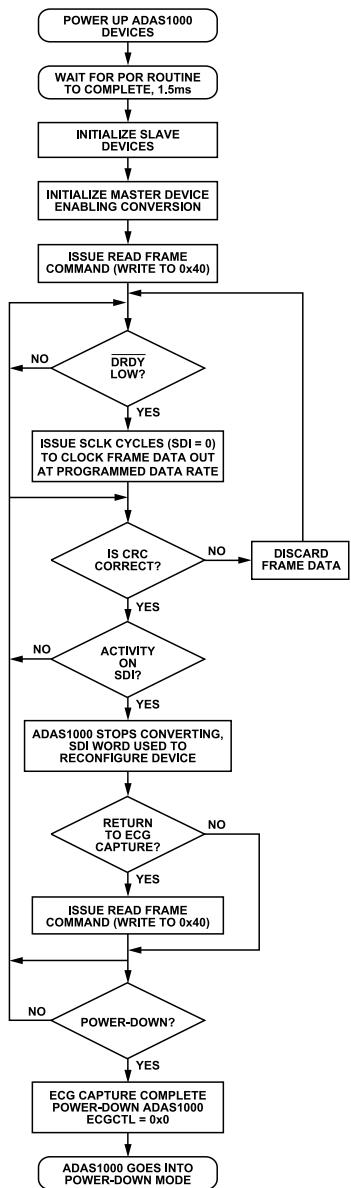 POWER UP ADAS1000
DEVICES
WAIT FOR POR ROUTINE
TO COMPLETE, 1.5ms
INITIALIZE SLAVE
DEVICES
INITIALIZE MASTER DEVICE
ENABLING CONVERSION
ISSUE READ FRAME
COMMAND (WRITE TO 0x40)
NO
DRDY
LOW?
YES
ISSUE SCLK CYCLES (SDI = 0)
TO CLOCK FRAME DATA OUT
AT PROGRAMMED DATA RATE
IS CRC
CORRECT?
NO
DISCARD
FRAME DATA
YES
NO
ACTIVITY
ON
SDI?
YES
ADAS1000 STOPS CONVERTING,
SDI WORD USED TO
RECONFIGURE DEVICE
RETURN
TO ECG
CAPTURE?
NO
YES
ISSUE READ FRAME
COMMAND (WRITE TO 0x40)
NO
POWER-DOWN?
YES
ECG CAPTURE COMPLETE
POWER-DOWN ADAS1000
ECGCTL = 0x0
ADAS1000 GOES INTO
POWER-DOWN MODE